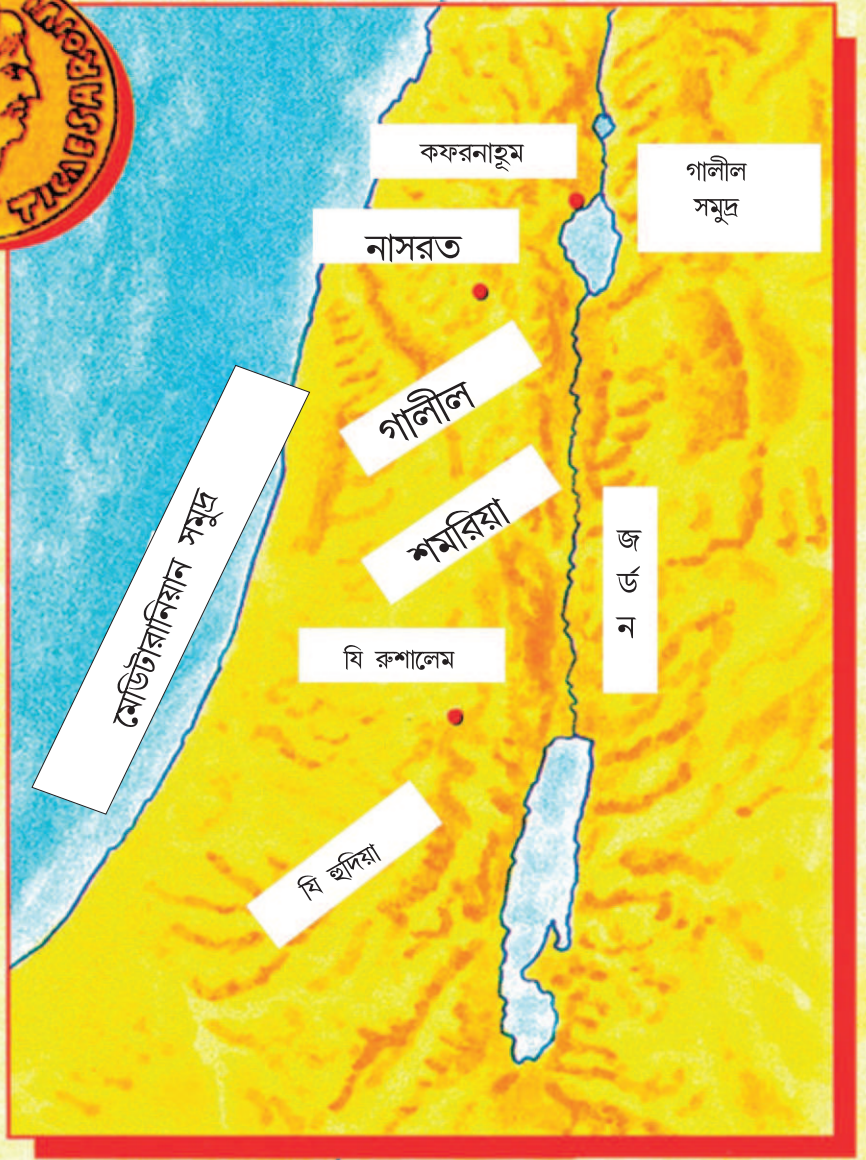 কফরনাহূম
গালীল
সমুদ্র
নাসরত
গালীল
শমরিয়া
মেডিটারানিয়ান সমুদ্র
জ
র্ড
ন
যি রুশালেম
যি হুদিয়া